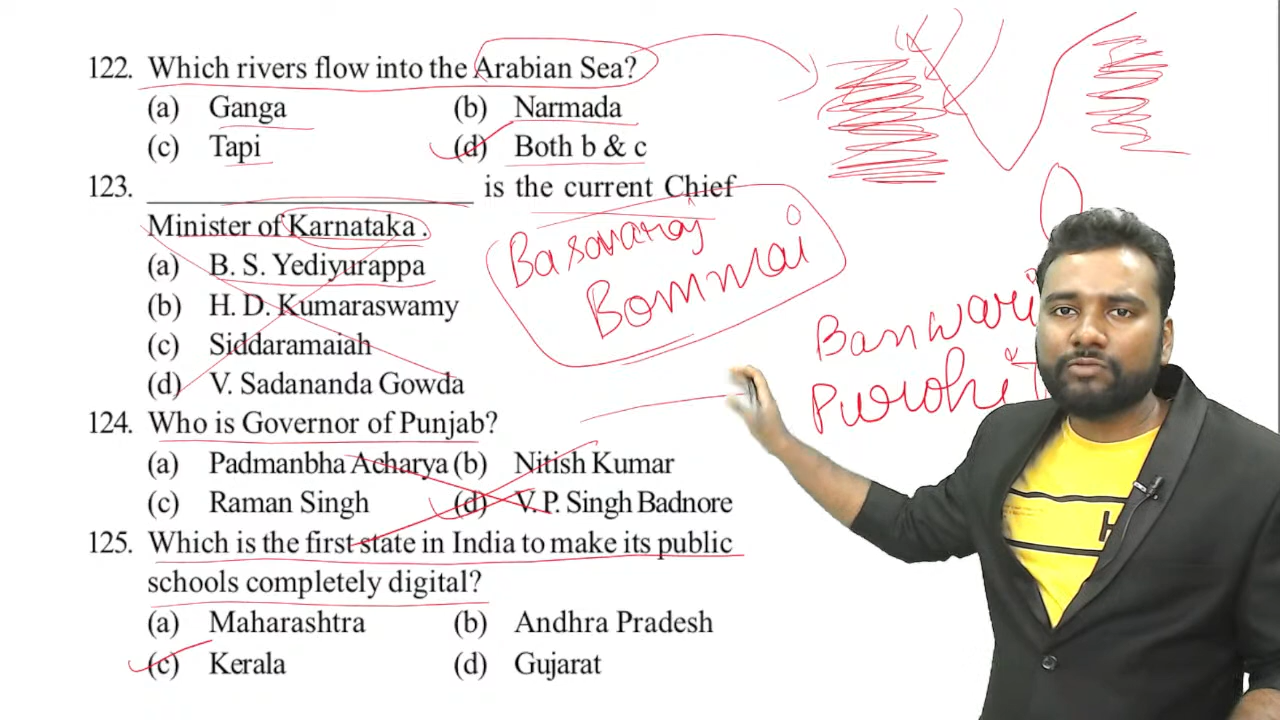 122. Which rivers flow into the Arabian Sea?
(a) Ganga (b) Narmada
(c) Tapi (d) Both b & c
123. ____________________ is the current Chief
Minister of Karnataka .
(a) B. S. Yediyurappa
(b) H. D. Kumaraswamy
(c) Siddaramaiah
(d) V. Sadananda Gowda
Basavaraj
Bommai
Banwari
Purohit
124. Who is Governor of Punjab?
(a) Padmanbha Acharya (b) Nitish Kumar
(c) Raman Singh (d) V. P. Singh Badnore
125. Which is the first state in India to make its public
schools completely digital?
(a) Maharashtra (b) Andhra Pradesh
(c) Kerala (d) Gujarat
H